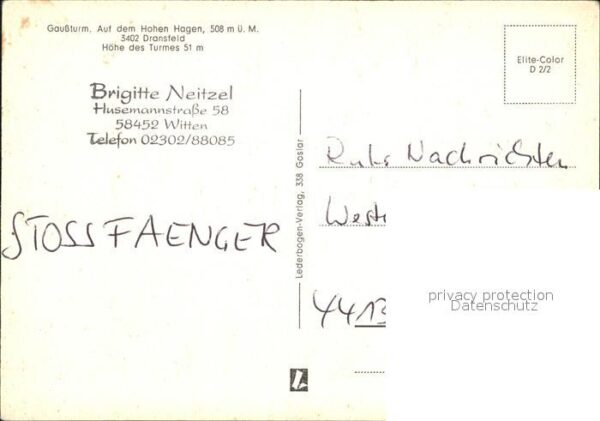 Gaußturm, Auf dem Hohen Hagen, 508 m ü. M.
3402 Dransfeld
Höhe des Turmes 51 m
Elite-Color
D 2/2
Brigitte Neitzel
Husemannstraße 58
58452 Witten
Telefon 02302/88085
STOSSFAENGER
Lederbogen-Verlag, 338 Goslar
Nachrichten
privacy protection
Datenschutz